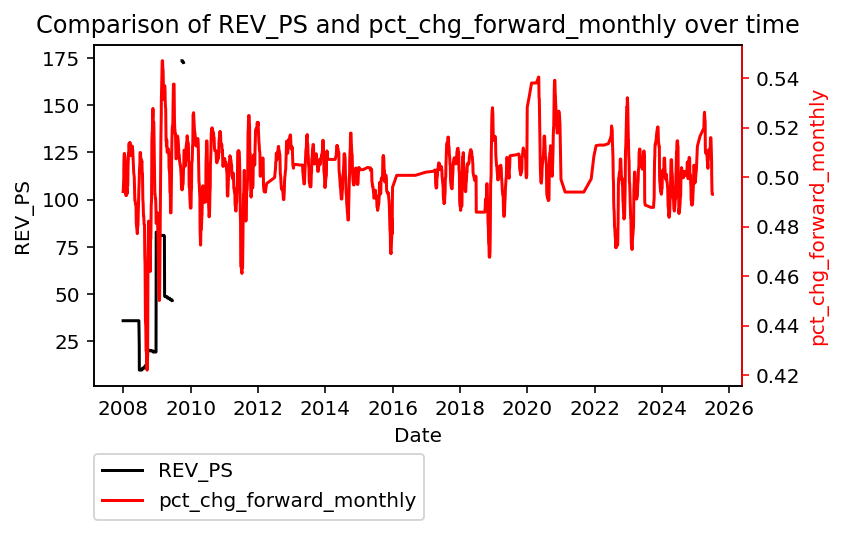 Comparison of REV_PS and pct_chg_forward_monthly over time
175
150
125
100
75
50
25
REV_PS
0.54
0.52
0.50
0.48
0.46
0.44
0.42
pct_chg_forward_monthly
2008 2010 2012 2014 2016 2018 2020 2022 2024 2026
Date
REV_PS
pct_chg_forward_monthly